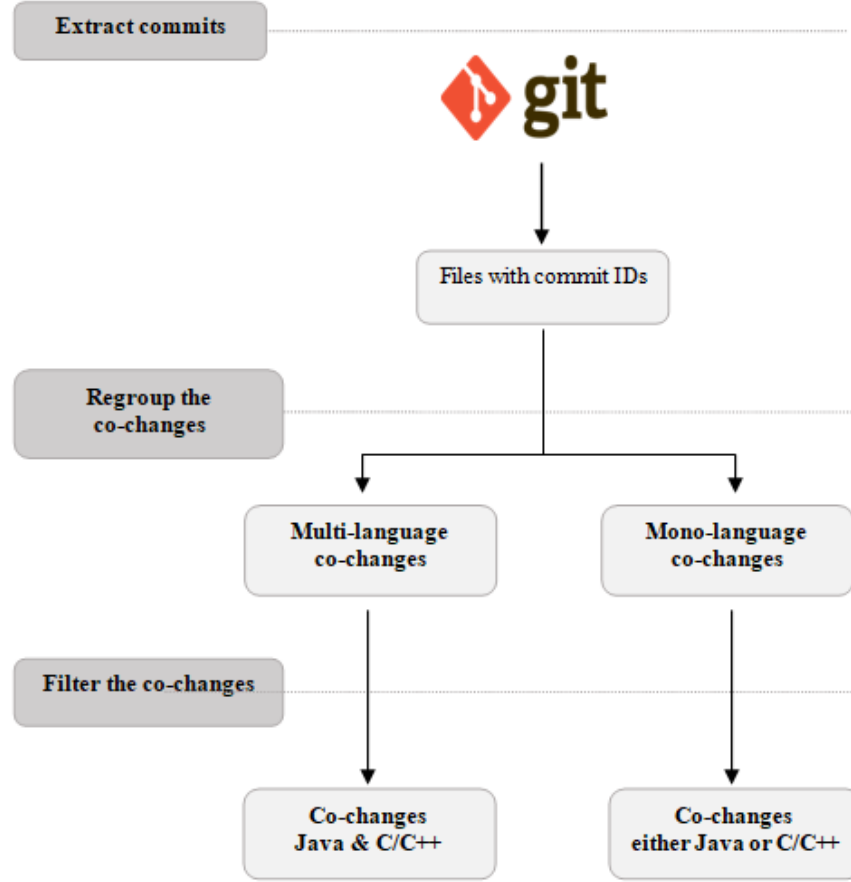 Extract commits
git
Files with commit IDs
Regroup the
co-changes
Multi-language
co-changes
Mono-language
co-changes
Filter the co-changes
Co-changes
Java & C/C++
Co-changes
either Java or C/C++